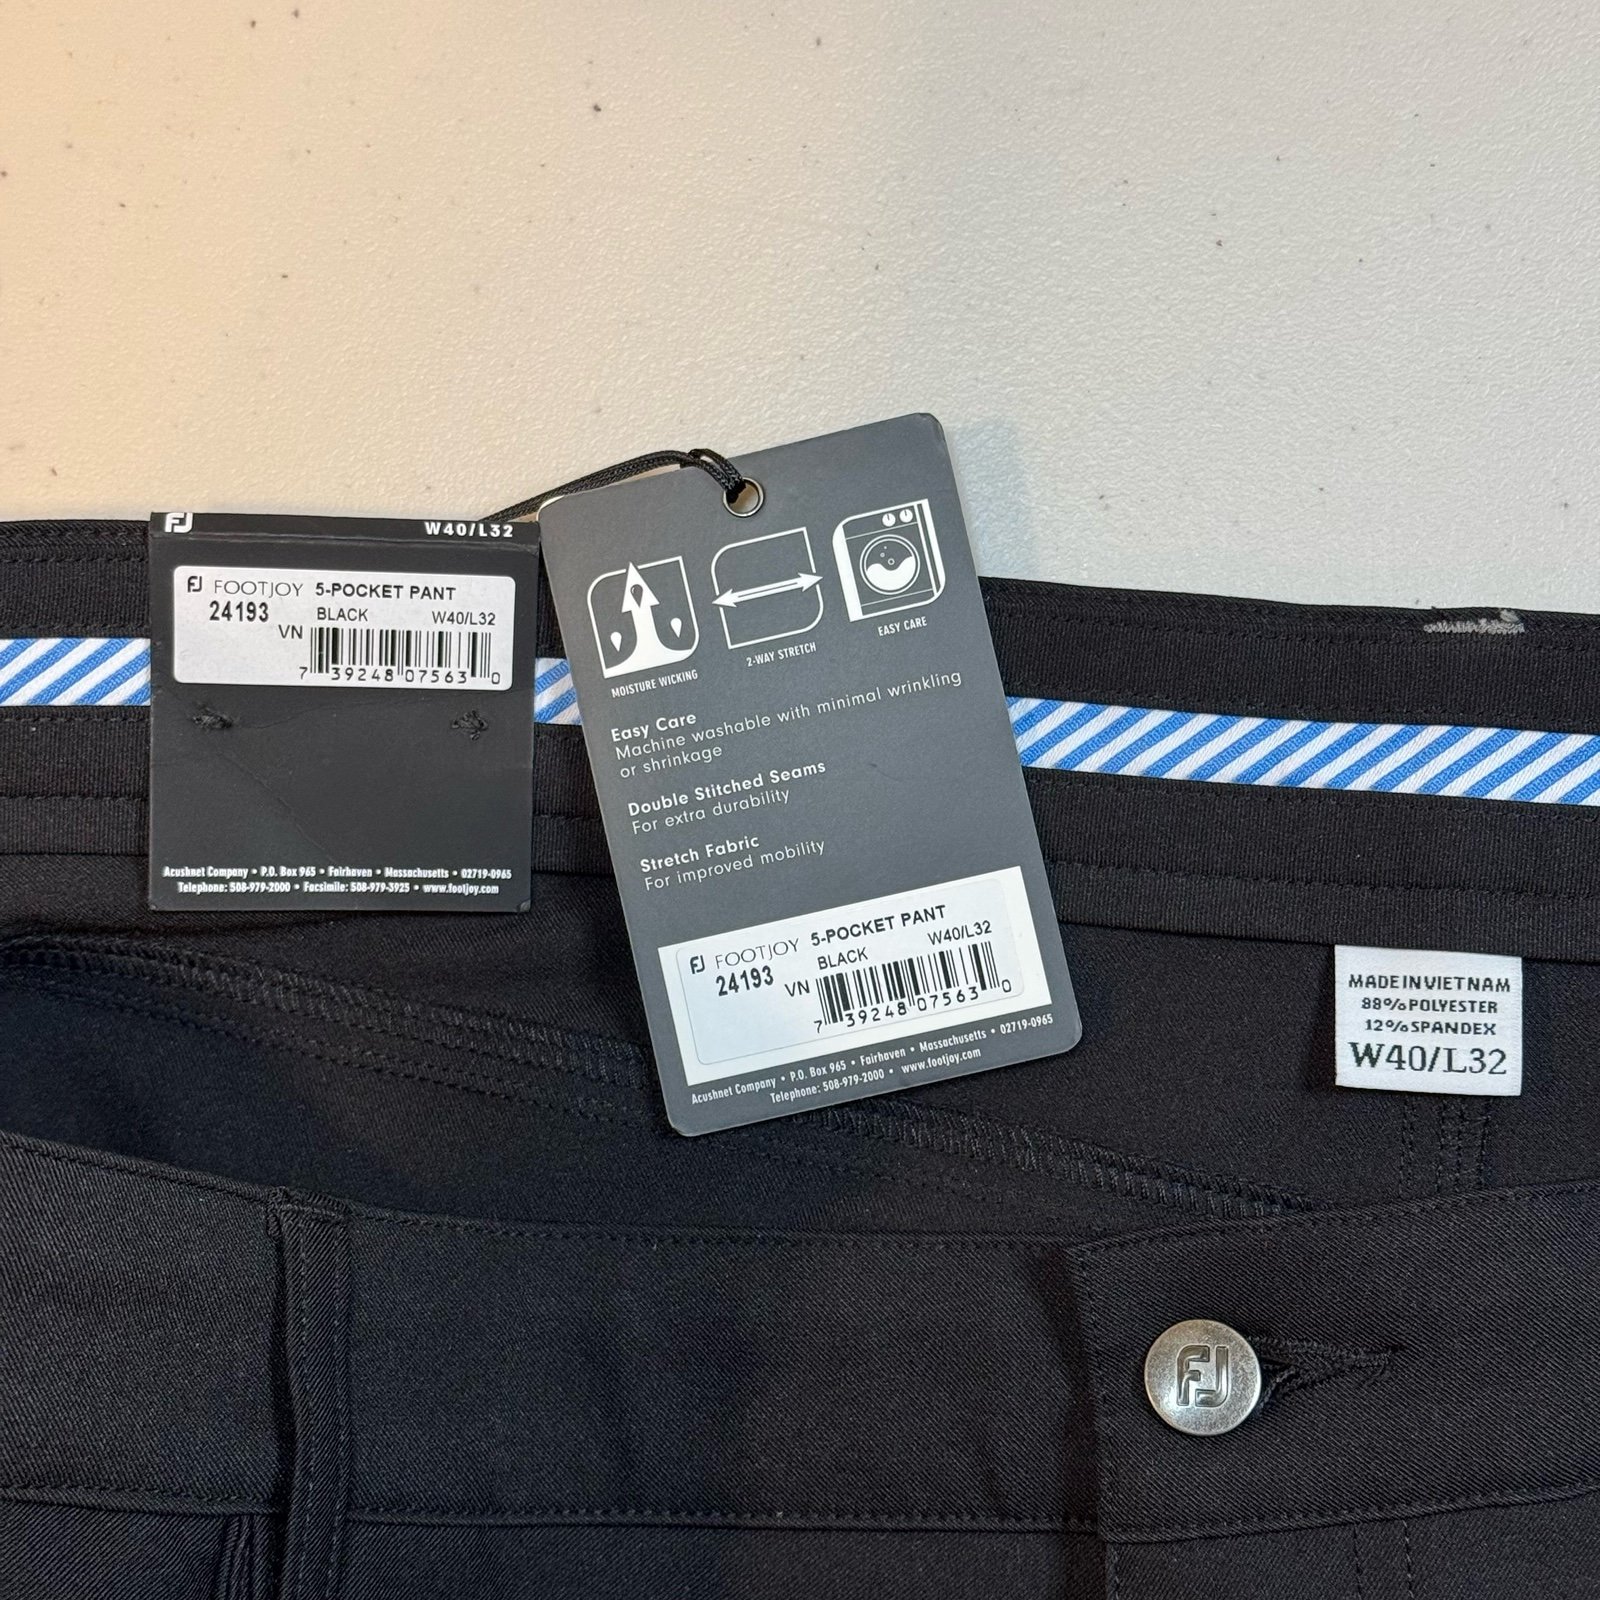 FJ W40/L32
FJ FOOTJOY 5-POCKET PANT
24193 BLACK W40/L32
VN
7 39248 07563 0
Acushnet Company • P.O. Box 965 • Fairhaven • Massachusetts • 02719-0965
Telephone: 508-979-2000 • Facsimile: 508-979-3925 • www.footjoy.com
MOISTURE WICKING
2-WAY STRETCH
EASY CARE
Easy Care
Machine washable with minimal wrinkling
or shrinkage
Double Stitched Seams
For extra durability
Stretch Fabric
For improved mobility
FJ FOOTJOY 5-POCKET PANT
24193 BLACK W40/L32
VN
7 39248 07563 0
Acushnet Company • P.O. Box 965 • Fairhaven • Massachusetts • 02719-0965
Telephone: 508-979-2000 • www.footjoy.com
MADE IN VIETNAM
88% POLYESTER
12% SPANDEX
W40/L32
FJ